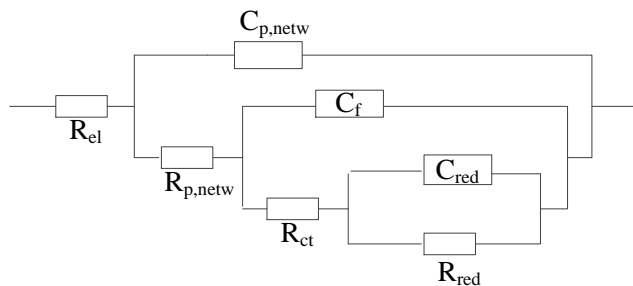 C_p,netw
C_f
R_el
C_red
R_p,netw
R_ct
R_red